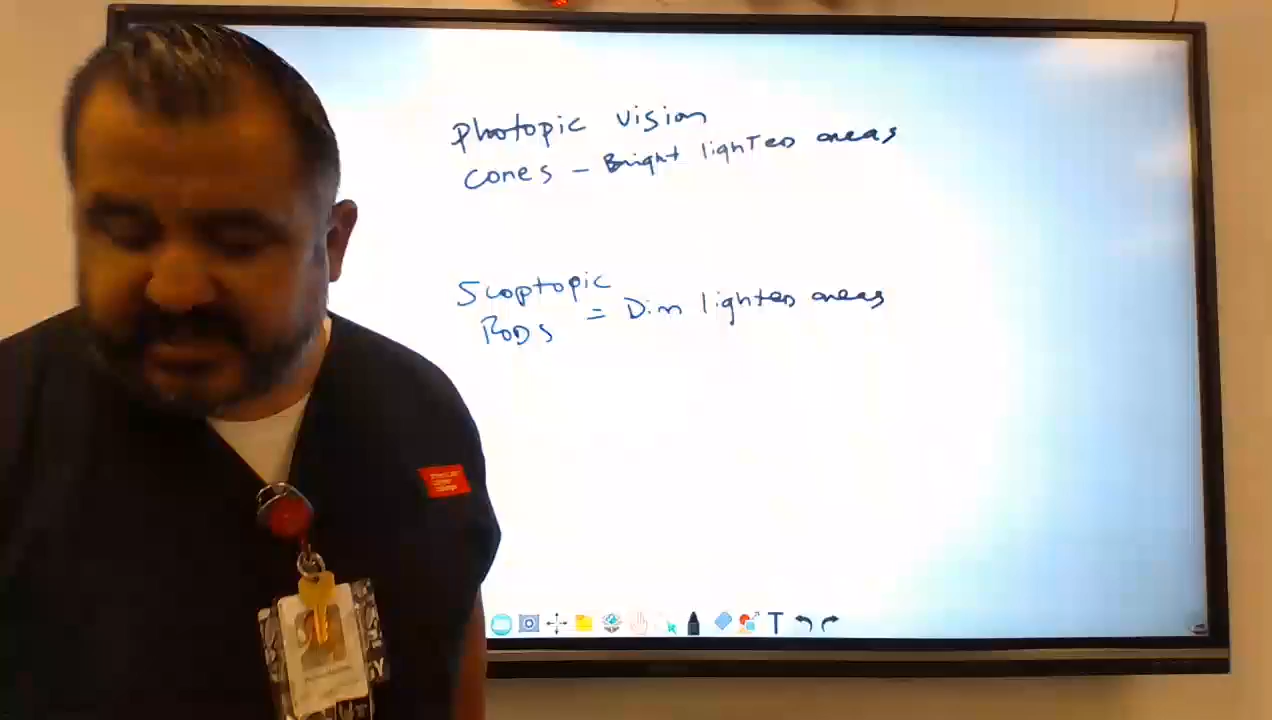 Photopic vision
cones - Bright lighted areas
Scoptopic
RODS = Dim lighted areas
T